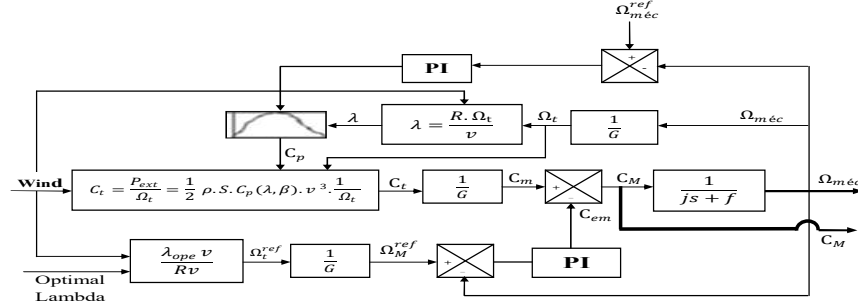 Ω_méc^ref
+
-
PI
λ
λ = R.Ω_t / v
Ω_t
1/G
Ω_méc
C_p
Wind
C_t = P_ext/Ω_t = 1/2 ρ.S.C_p(λ,β).v^3.1/Ω_t
C_t
1/G
C_m
+
-
C_M
1/(js + f)
Ω_méc
C_em
C_M
λ_ope v / Rv
Ω_t^ref
1/G
Ω_M^ref
+
-
PI
Optimal
Lambda